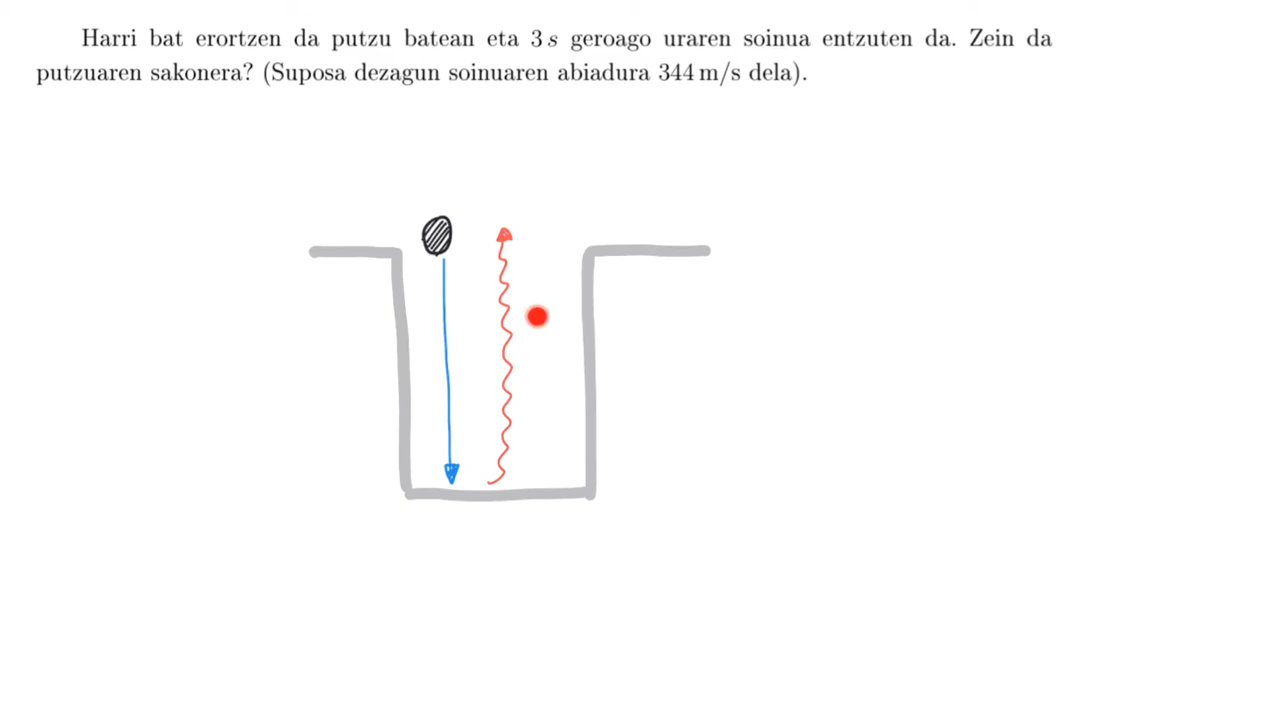 Harri bat erortzen da putzu batean eta 3 s geroago uraren soinua entzuten da. Zein da
putzuaren sakonera? (Suposa dezagun soinuaren abiadura 344 m/s dela).